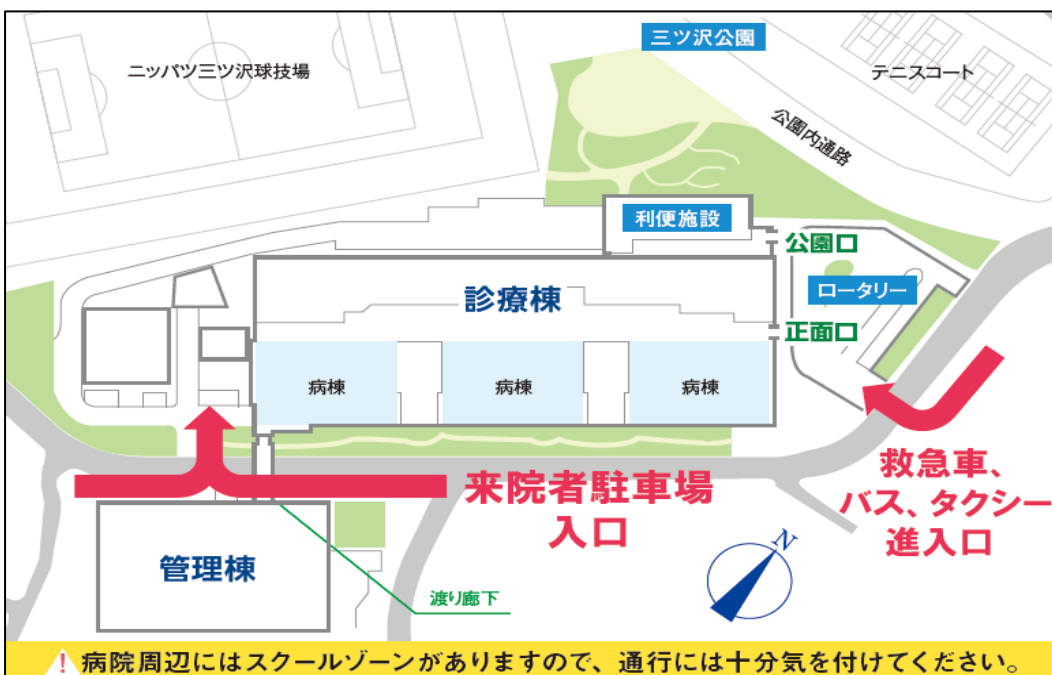 三ツ沢公園
ニッパツ三ツ沢球技場
テニスコート
公園内通路
利便施設
公園口
診療棟
ロータリー
正面口
病棟
病棟
病棟
来院者駐車場
入口
救急車、
バス、タクシー
進入口
管理棟
渡り廊下
N
! 病院周辺にはスクールゾーンがありますので、通行には十分気を付けてください。